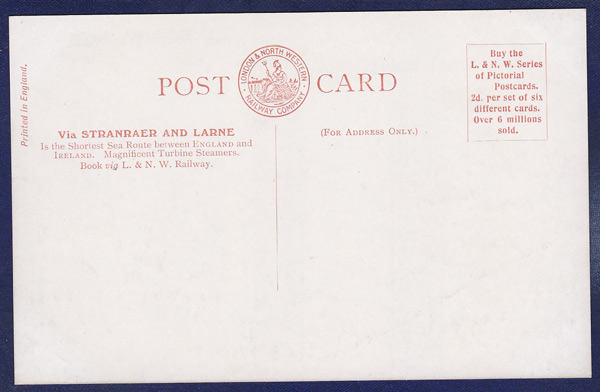 Printed in England.
POST CARD
LONDON & NORTH WESTERN
RAILWAY COMPANY
Buy the
L. & N. W. Series
of Pictorial
Postcards.
2d. per set of six
different cards.
Over 6 millions
sold.
Via STRANRAER AND LARNE
Is the Shortest Sea Route between ENGLAND and
IRELAND. Magnificent Turbine Steamers.
Book via L. & N. W. Railway.
(FOR ADDRESS ONLY.)